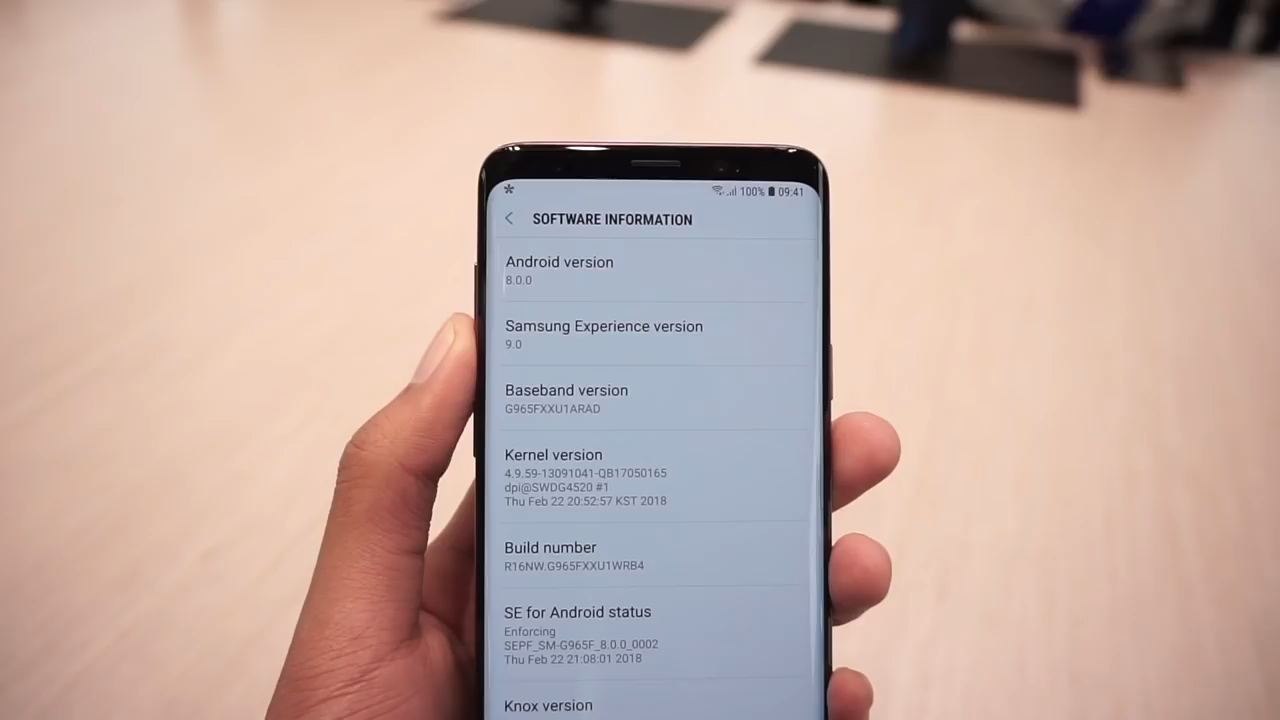 100% 09:41
SOFTWARE INFORMATION
Android version
8.0.0
Samsung Experience version
9.0
Baseband version
G965FXXU1ARAD
Kernel version
4.9.59-13091041-QB17050165
dpi@SWDG4520 #1
Thu Feb 22 20:52:57 KST 2018
Build number
R16NW.G965FXXU1WRB4
SE for Android status
Enforcing
SEPF_SM-G965F_8.0.0_0002
Thu Feb 22 21:08:01 2018
Knox version